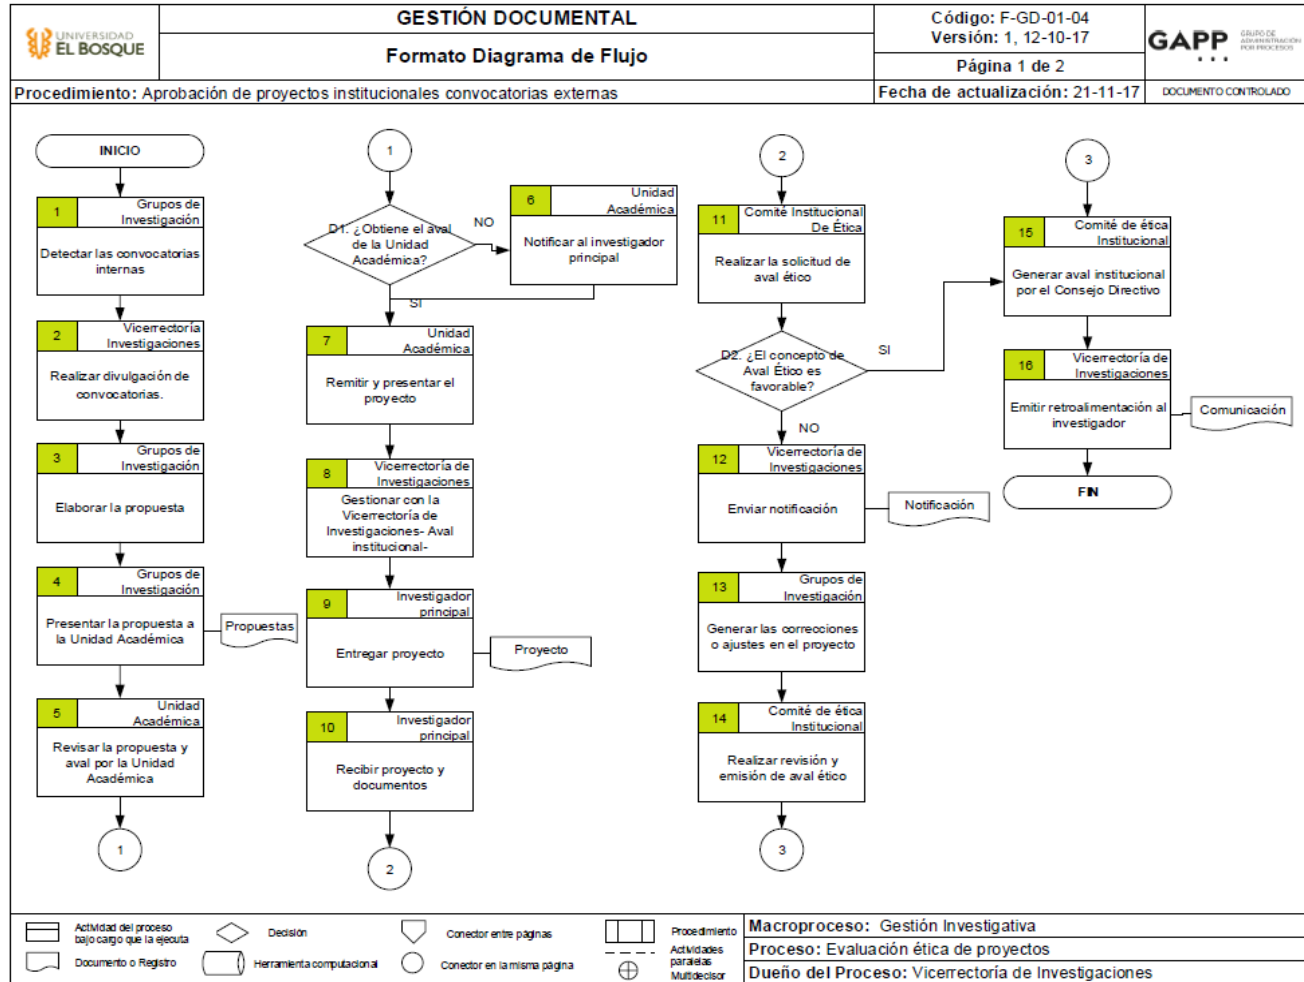 UNIVERSIDAD
EL BOSQUE
GESTIÓN DOCUMENTAL
Formato Diagrama de Flujo
Código: F-GD-01-04
Versión: 1, 12-10-17
Página 1 de 2
GAPP
GRUPO DE
ADMINISTRACIÓN
POR PROCESOS
Procedimiento: Aprobación de proyectos institucionales convocatorias externas
Fecha de actualización: 21-11-17
DOCUMENTO CONTROLADO
INICIO
1
Grupos de
Investigación
Detectar las convocatorias
internas
2
Vicerrectoría
Investigaciones
Realizar divulgación de
convocatorias.
3
Grupos de
Investigación
Elaborar la propuesta
4
Grupos de
Investigación
Presentar la propuesta a
la Unidad Académica
Propuestas
5
Unidad
Académica
Revisar la propuesta y
aval por la Unidad
Académica
1
1
D1. ¿Obtiene el aval
de la Unidad
Académica?
NO
6
Unidad
Académica
Notificar al investigador
principal
SI
7
Unidad
Académica
Remitir y presentar el
proyecto
8
Vicerrectoría de
Investigaciones
Gestionar con la
Vicerrectoría de
Investigaciones- Aval
institucional-
9
Investigador
principal
Entregar proyecto
Proyecto
10
Investigador
principal
Recibir proyecto y
documentos
2
2
11
Comité Institucional
De Ética
Realizar la solicitud de
aval ético
D2. ¿El concepto de
Aval Ético es
favorable?
SI
NO
12
Vicerrectoría de
Investigaciones
Enviar notificación
Notificación
13
Grupos de
Investigación
Generar las correcciones
o ajustes en el proyecto
14
Comité de ética
Institucional
Realizar revisión y
emisión de aval ético
3
3
15
Comité de ética
Institucional
Generar aval institucional
por el Consejo Directivo
16
Vicerrectoría de
Investigaciones
Emitir retroalimentación al
investigador
Comunicación
FIN
Actividad del proceso
bajo cargo que la ejecuta
Decisión
Conector entre páginas
Procedimiento
Documento o Registro
Herramienta computacional
Conector en la misma página
Actividades
paralelas
Multidecisor
Macroproceso: Gestión Investigativa
Proceso: Evaluación ética de proyectos
Dueño del Proceso: Vicerrectoría de Investigaciones